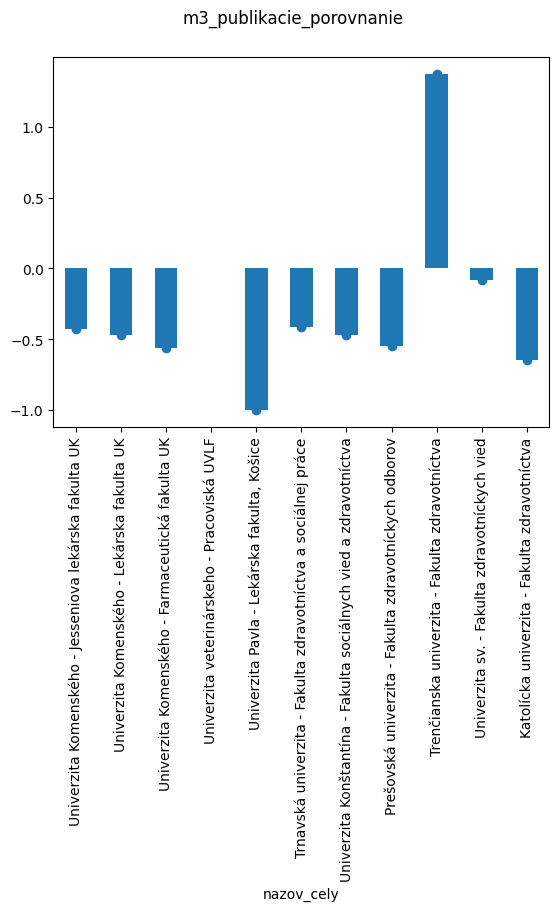 m3_publikacie_porovnanie
1.0
0.5
0.0
−0.5
−1.0
Univerzita Komenského - Jesseniova lekárska fakulta UK
Univerzita Komenského - Lekárska fakulta UK
Univerzita Komenského - Farmaceutická fakulta UK
Univerzita veterinárskeho - Pracoviská UVLF
Univerzita Pavla - Lekárska fakulta, Košice
Trnavská univerzita - Fakulta zdravotníctva a sociálnej práce
Univerzita Konštantína - Fakulta sociálnych vied a zdravotníctva
Prešovská univerzita - Fakulta zdravotníckych odborov
Trenčianska univerzita - Fakulta zdravotníctva
Univerzita sv. - Fakulta zdravotníckych vied
Katolícka univerzita - Fakulta zdravotníctva
nazov_cely